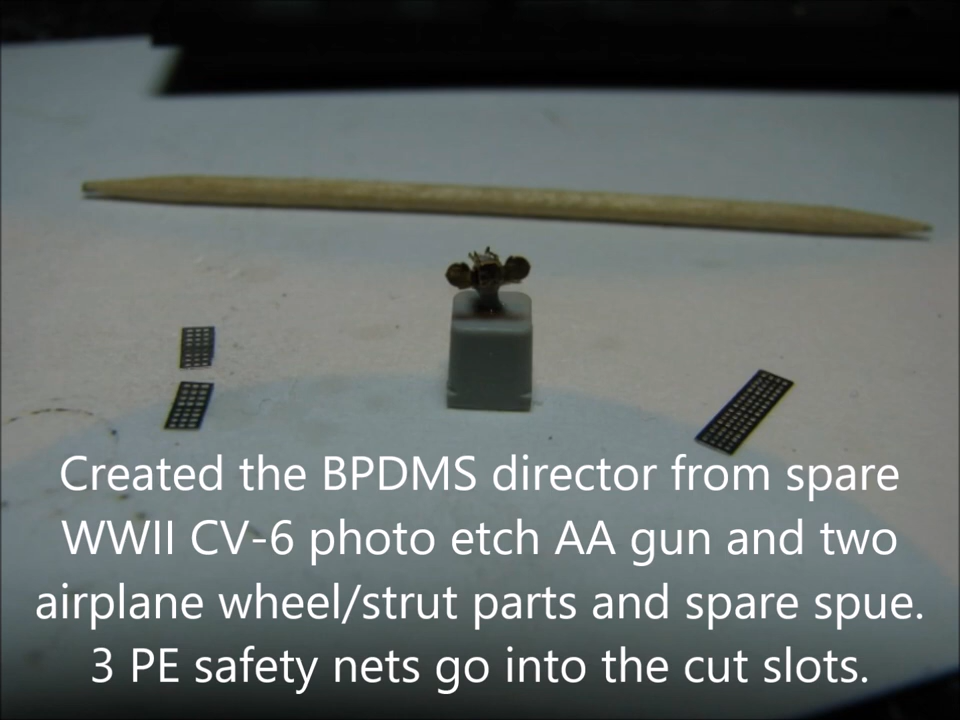 Created the BPDMS director from spare
WWII CV-6 photo etch AA gun and two
airplane wheel/strut parts and spare spue.
3 PE safety nets go into the cut slots.